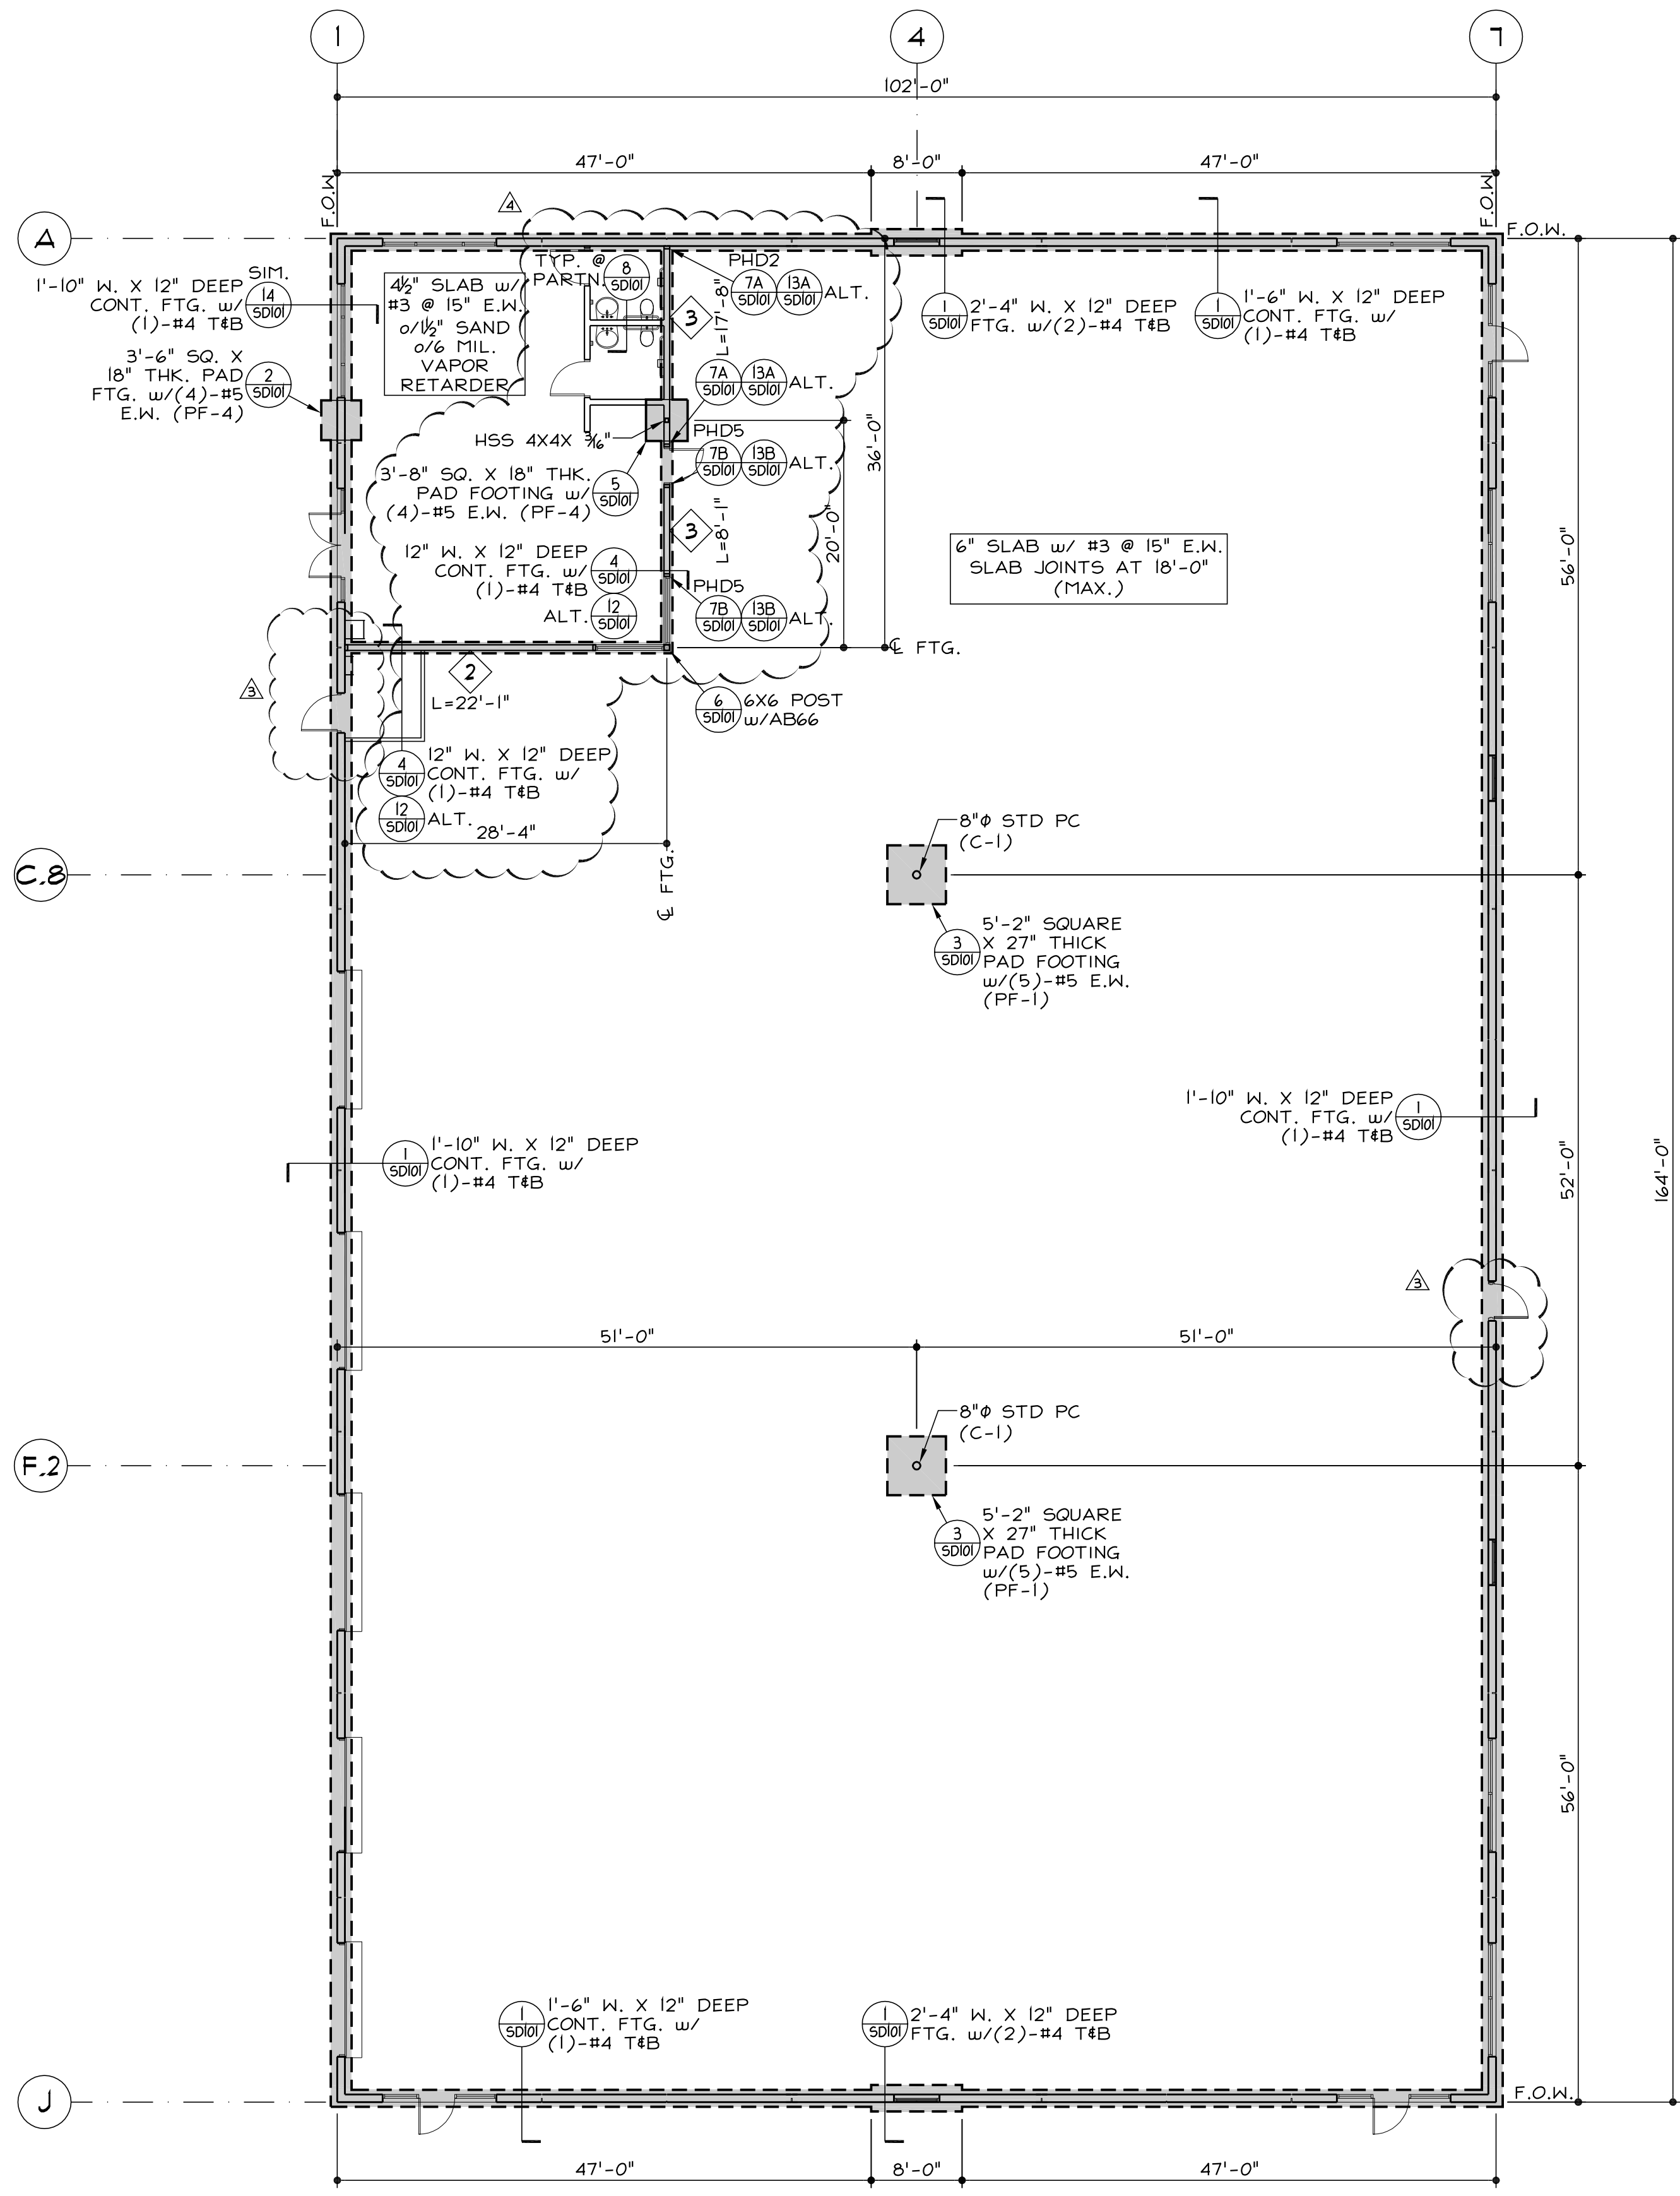 1
4
7
102'-0"
47'-0"
8'-0"
47'-0"
F.O.W.
F.O.W.
4
A
F.O.W.
SIM.
1'-10" W. X 12" DEEP
CONT. FTG. w/
(1)-#4 T&B
14
SD101
3'-6" SQ. X
18" THK. PAD
FTG. w/(4)-#5
E.W. (PF-4)
2
SD101
4½" SLAB w/
#3 @ 15" E.W.
o/1½" SAND
o/6 MIL.
VAPOR
RETARDER
TYP. @
PARTN.
8
SD101
PHD2
7A
SD101
13A
SD101
ALT.
3
L=17'-8"
1
SD101
2'-4" W. X 12" DEEP
FTG. w/(2)-#4 T&B
1
SD101
1'-6" W. X 12" DEEP
CONT. FTG. w/
(1)-#4 T&B
7A
SD101
13A
SD101
ALT.
HSS 4X4X 3/16"
PHD5
7B
SD101
13B
SD101
ALT.
36'-0"
3'-8" SQ. X 18" THK.
PAD FOOTING w/
(4)-#5 E.W. (PF-4)
5
SD101
3
L=8'-1"
20'-0"
12" W. X 12" DEEP
CONT. FTG. w/
(1)-#4 T&B
4
SD101
ALT.
12
SD101
PHD5
7B
SD101
13B
SD101
ALT.
6" SLAB w/ #3 @ 15" E.W.
SLAB JOINTS AT 18'-0"
(MAX.)
56'-0"
℄ FTG.
3
2
L=22'-1"
6
SD101
6X6 POST
w/AB66
4
SD101
12" W. X 12" DEEP
CONT. FTG. w/
(1)-#4 T&B
12
SD101
ALT.
28'-4"
℄ FTG.
C.8
8"Φ STD PC
(C-1)
3
SD101
5'-2" SQUARE
X 27" THICK
PAD FOOTING
w/(5)-#5 E.W.
(PF-1)
1
SD101
1'-10" W. X 12" DEEP
CONT. FTG. w/
(1)-#4 T&B
1'-10" W. X 12" DEEP
CONT. FTG. w/
(1)-#4 T&B
1
SD101
52'-0"
164'-0"
3
51'-0"
51'-0"
F.2
8"Φ STD PC
(C-1)
3
SD101
5'-2" SQUARE
X 27" THICK
PAD FOOTING
w/(5)-#5 E.W.
(PF-1)
56'-0"
1
SD101
1'-6" W. X 12" DEEP
CONT. FTG. w/
(1)-#4 T&B
1
SD101
2'-4" W. X 12" DEEP
FTG. w/(2)-#4 T&B
J
F.O.W.
47'-0"
8'-0"
47'-0"